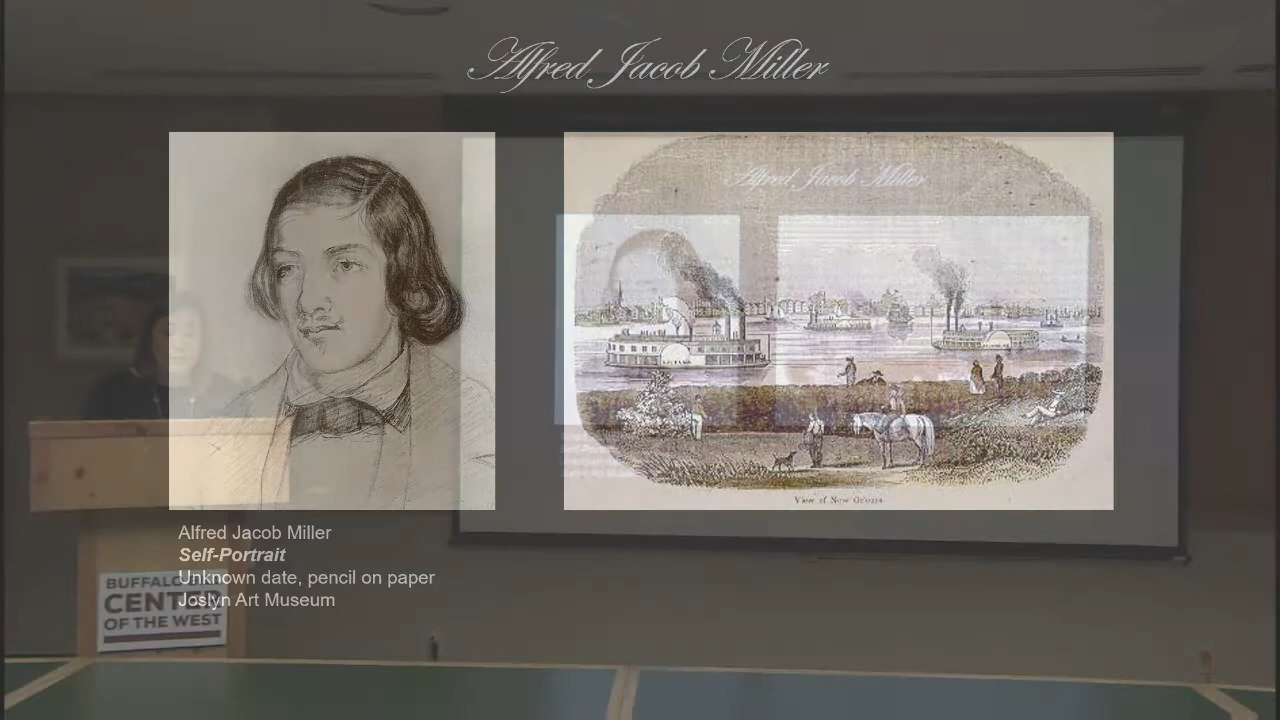 Alfred Jacob Miller
Alfred Jacob Miller
View of New Orleans.
Alfred Jacob Miller
Self-Portrait
Unknown date, pencil on paper
Joslyn Art Museum
BUFFALO
CENTER
OF THE WEST